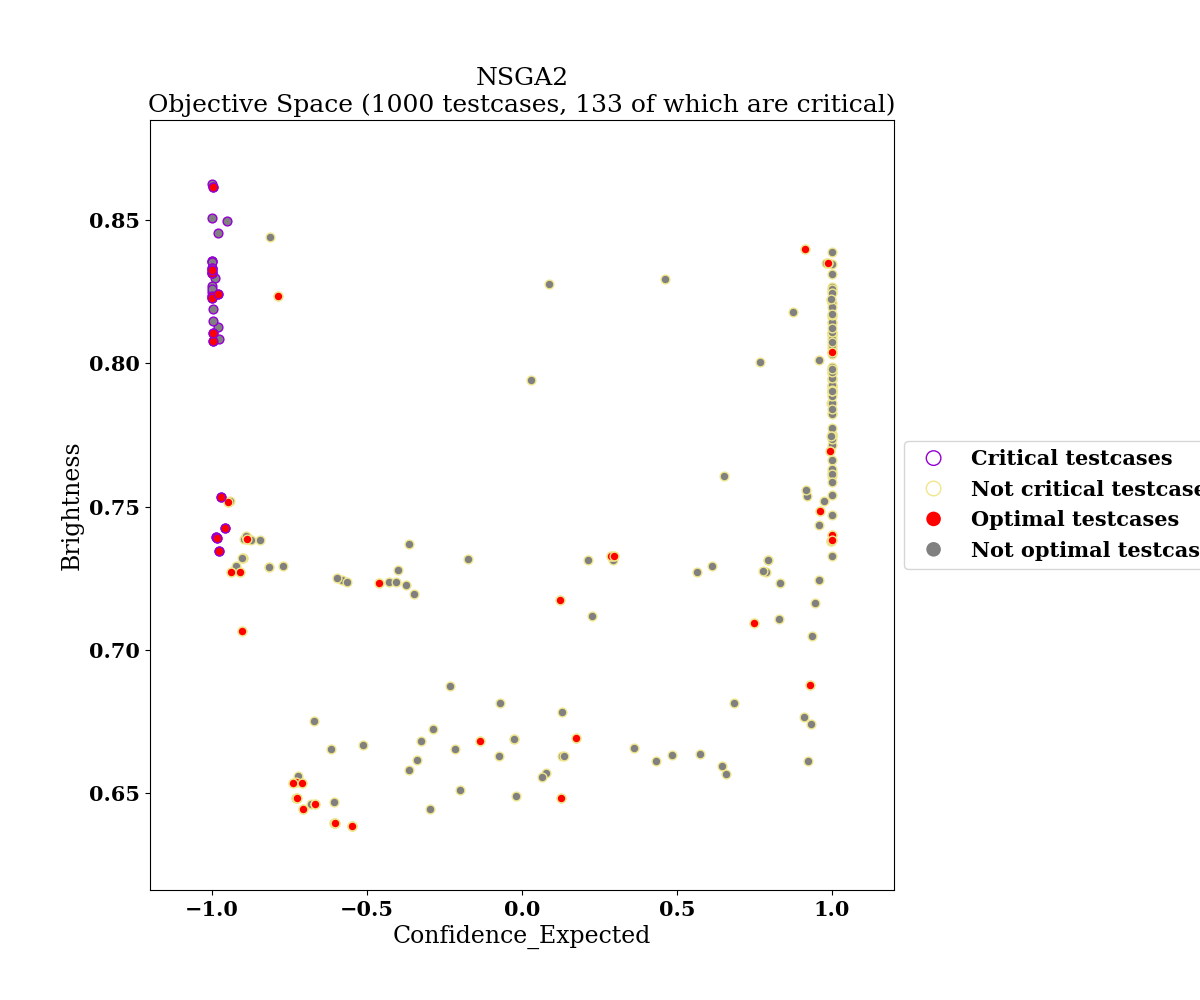 NSGA2
Objective Space (1000 testcases, 133 of which are critical)
0.85
0.80
0.75
0.70
0.65
Brightness
−1.0
−0.5
0.0
0.5
1.0
Confidence_Expected
Critical testcases
Not critical testcase
Optimal testcases
Not optimal testcas